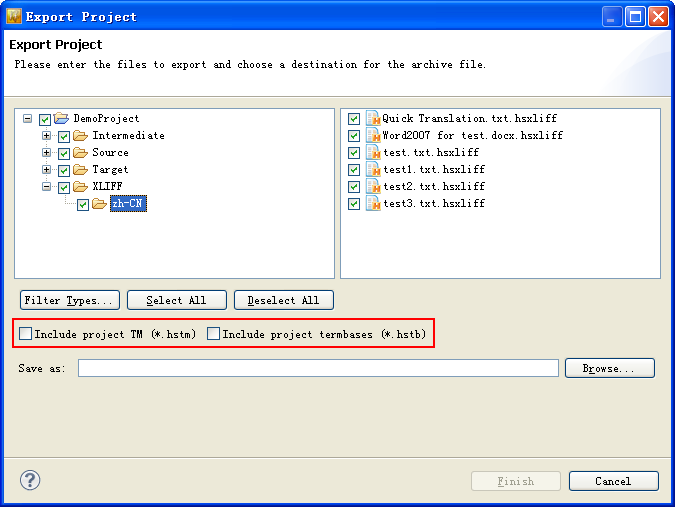 Export Project
Export Project
Please enter the files to export and choose a destination for the archive file.
DemoProject
Intermediate
Source
Target
XLIFF
zh-CN
Quick Translation.txt.hsxliff
Word2007 for test.docx.hsxliff
test.txt.hsxliff
test1.txt.hsxliff
test2.txt.hsxliff
test3.txt.hsxliff
Filter Types... Select All Deselect All
Include project TM (*.hstm) Include project termbases (*.hstb)
Save as: Browse...
? Finish Cancel